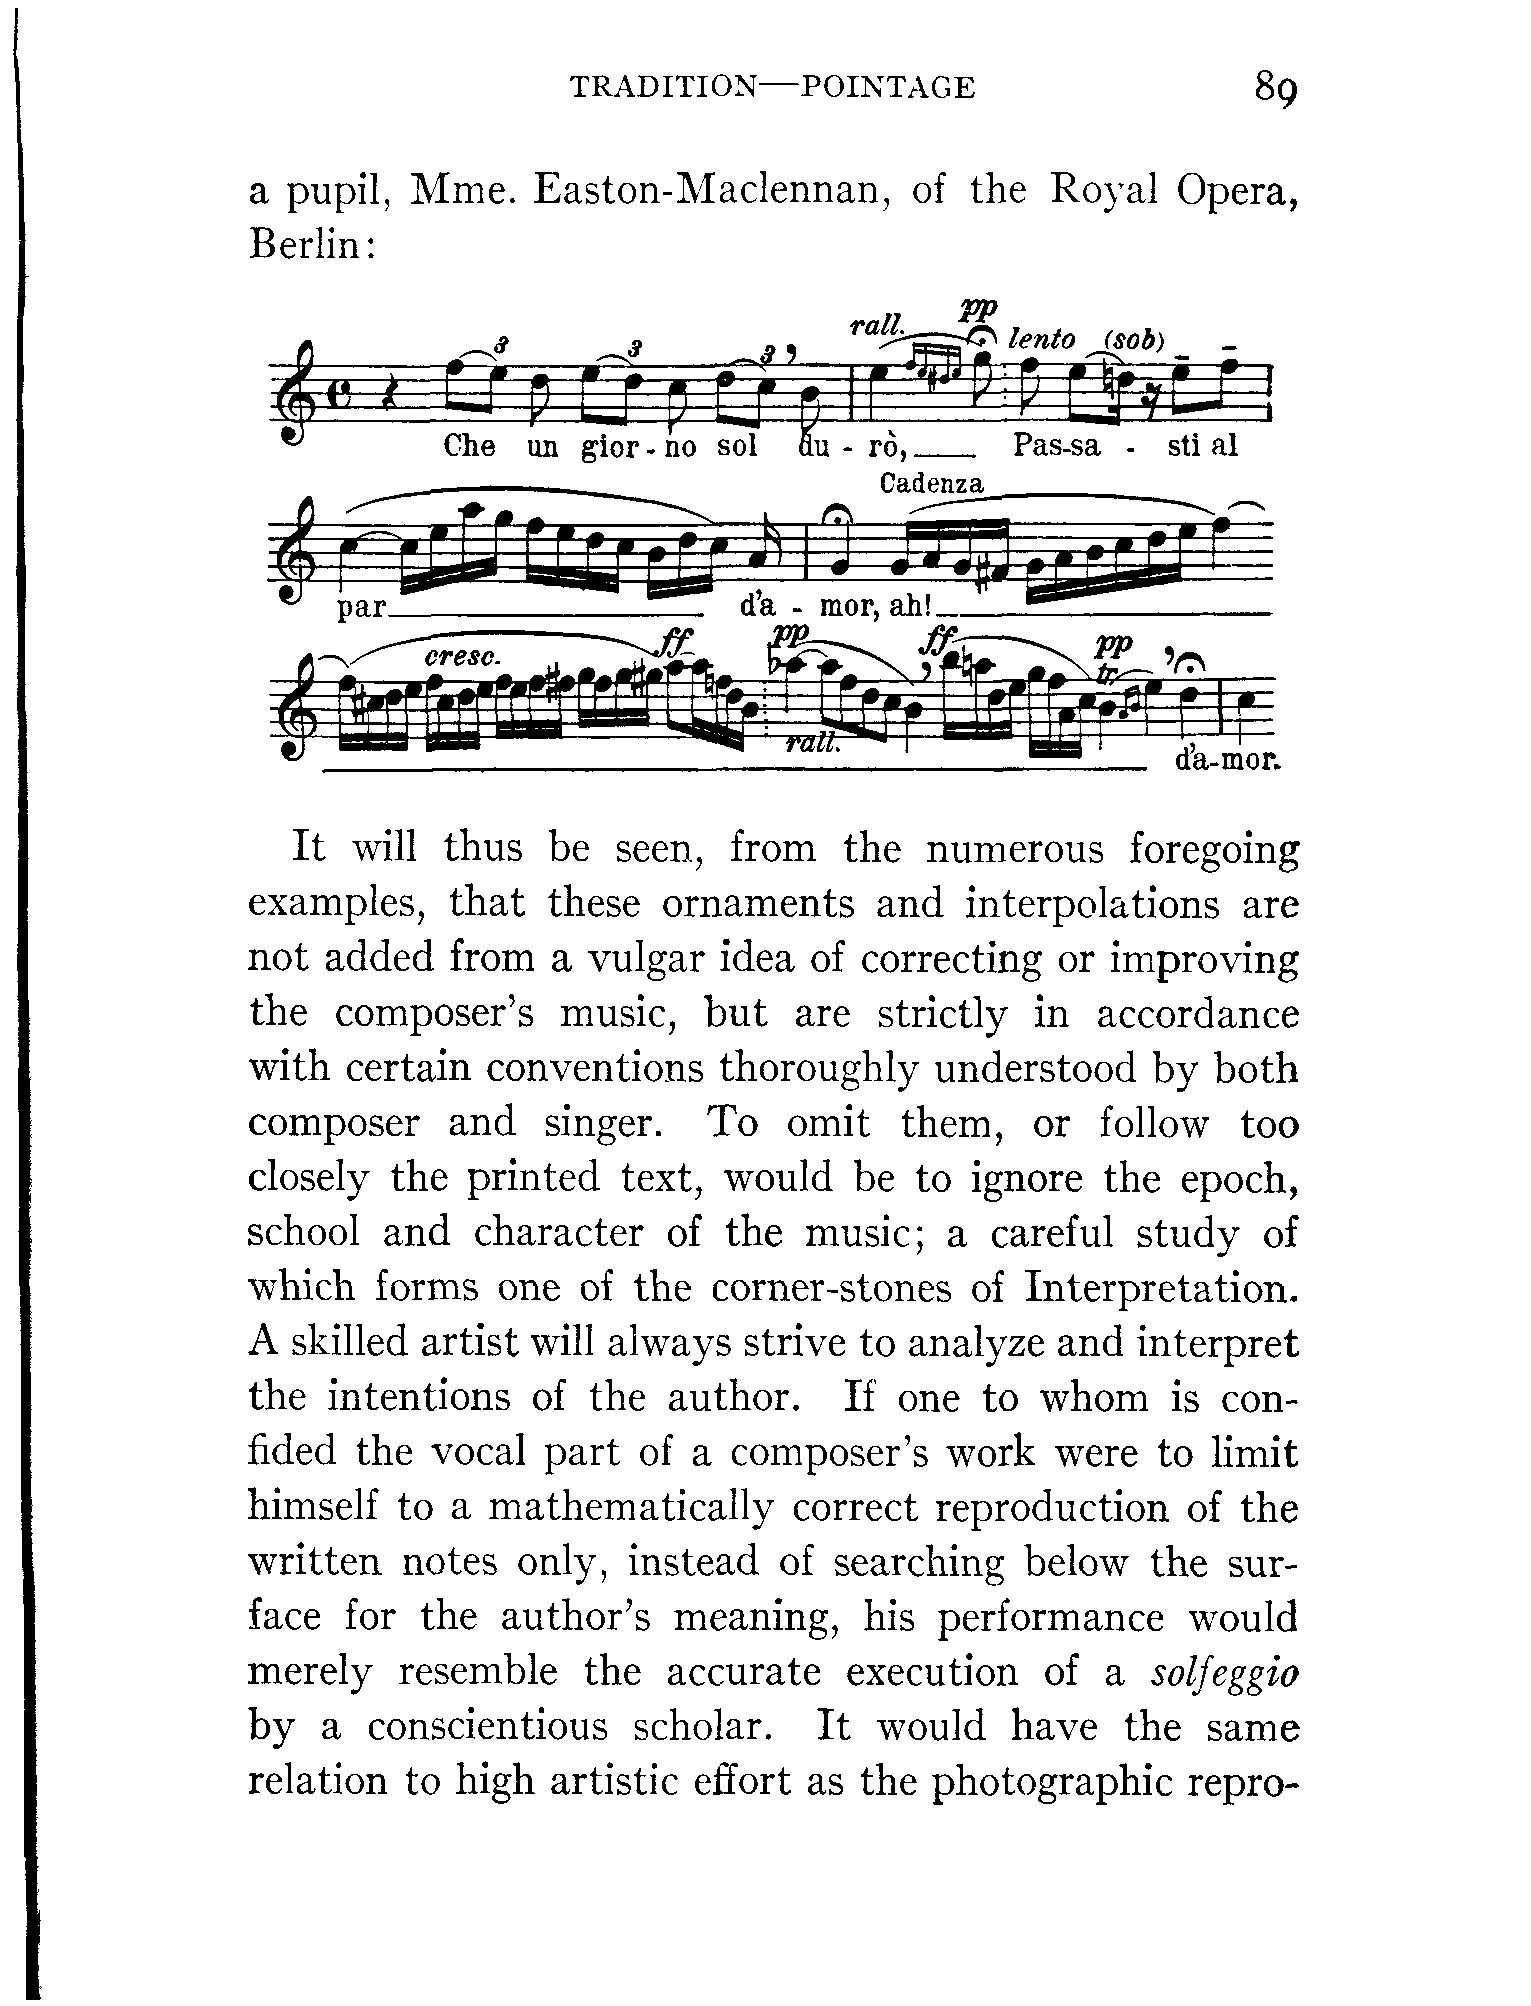 TRADITION—POINTAGE 89
a pupil, Mme. Easton-Maclennan, of the Royal Opera,
Berlin:
rall. pp lento (sob)
3 3 3
Che un gior - no sol du - rò, Pas-sa - sti al
Cadenza
par d'a - mor, ah!
cresc. ff pp ff pp
tr.
rall.
d'a-mor.
It will thus be seen, from the numerous foregoing
examples, that these ornaments and interpolations are
not added from a vulgar idea of correcting or improving
the composer's music, but are strictly in accordance
with certain conventions thoroughly understood by both
composer and singer. To omit them, or follow too
closely the printed text, would be to ignore the epoch,
school and character of the music; a careful study of
which forms one of the corner-stones of Interpretation.
A skilled artist will always strive to analyze and interpret
the intentions of the author. If one to whom is con-
fided the vocal part of a composer's work were to limit
himself to a mathematically correct reproduction of the
written notes only, instead of searching below the sur-
face for the author's meaning, his performance would
merely resemble the accurate execution of a solfeggio
by a conscientious scholar. It would have the same
relation to high artistic effort as the photographic repro-